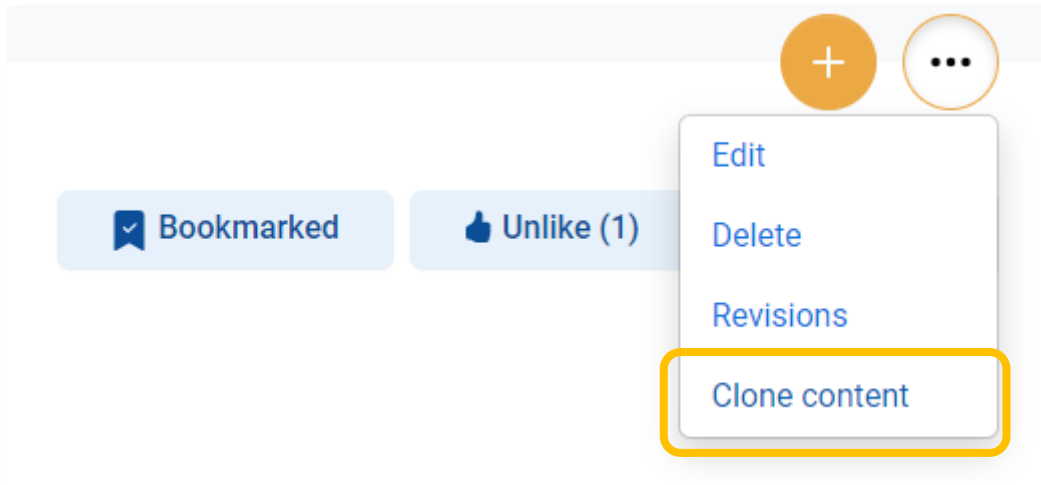 Edit
Bookmarked
Unlike (1)
Delete
Revisions
Clone content